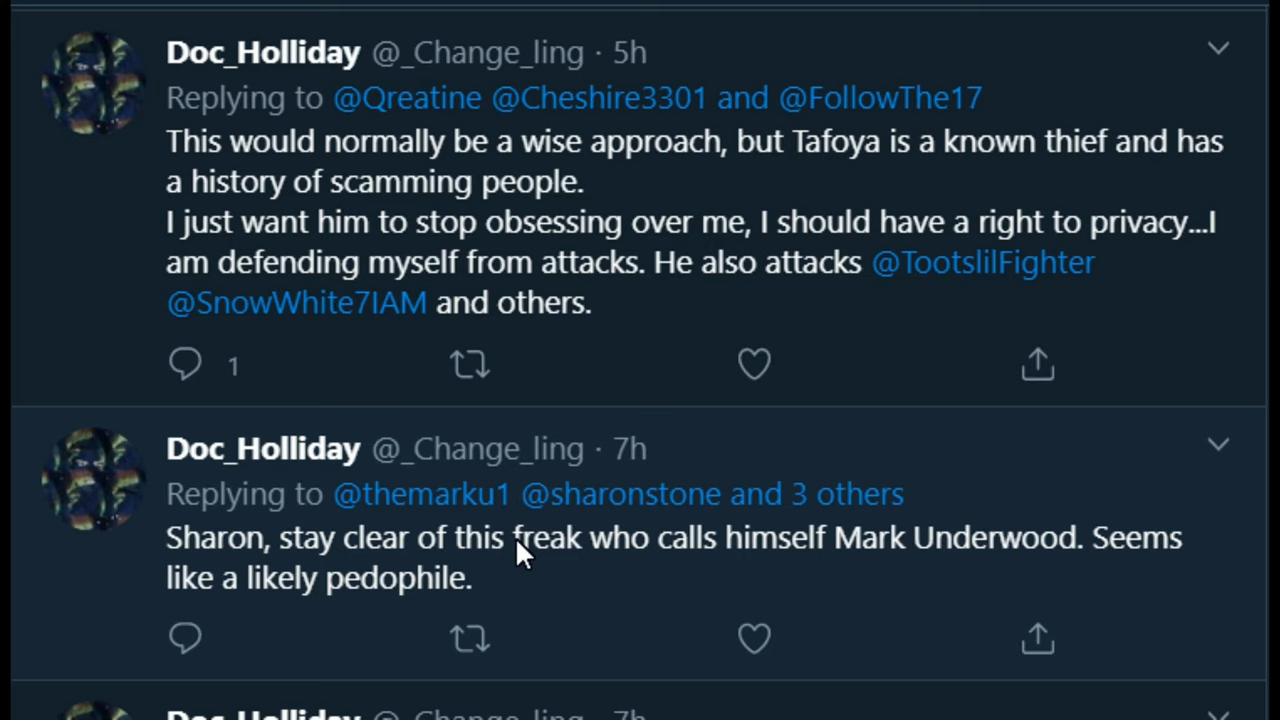 Doc_Holliday @_Change_ling · 5h
Replying to @Qreatine @Cheshire3301 and @FollowThe17
This would normally be a wise approach, but Tafoya is a known thief and has
a history of scamming people.
I just want him to stop obsessing over me, I should have a right to privacy...I
am defending myself from attacks. He also attacks @TootslilFighter
@SnowWhite7IAM and others.
1
Doc_Holliday @_Change_ling · 7h
Replying to @themarku1 @sharonstone and 3 others
Sharon, stay clear of this freak who calls himself Mark Underwood. Seems
like a likely pedophile.
Doc_Holliday @_Change_ling · 7h